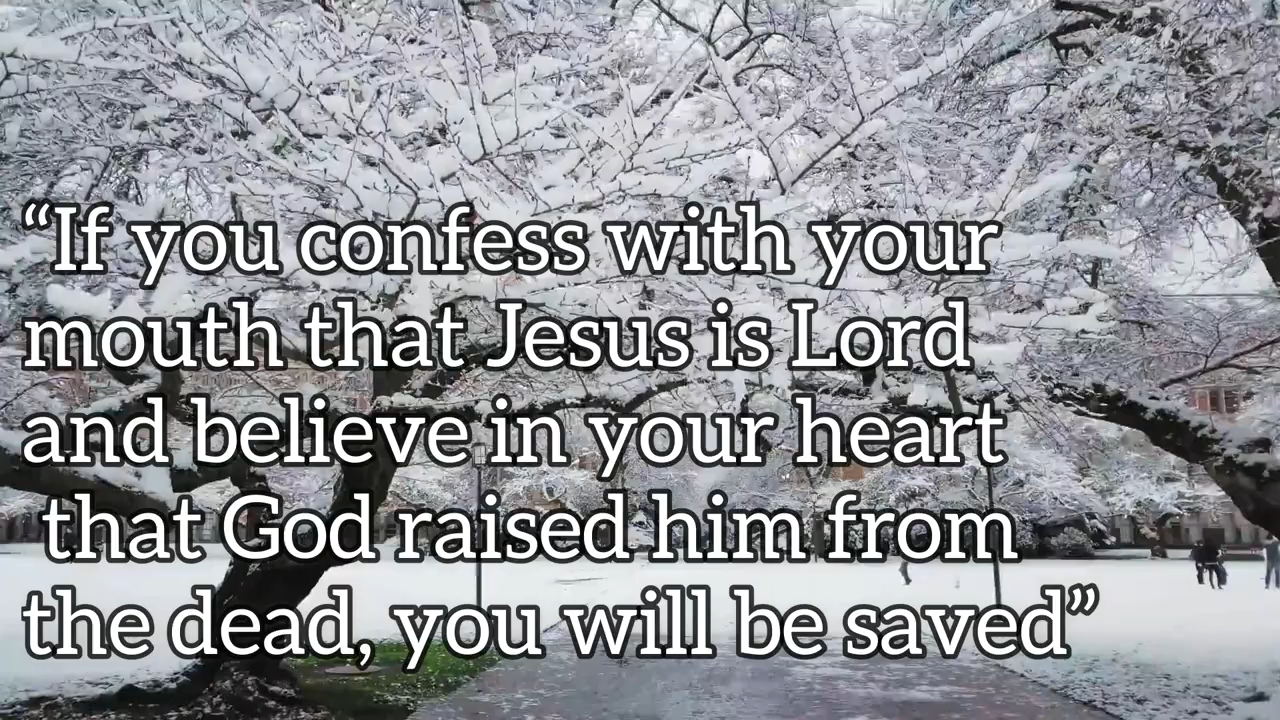 “If you confess with your
mouth that Jesus is Lord
and believe in your heart
that God raised him from
the dead, you will be saved”